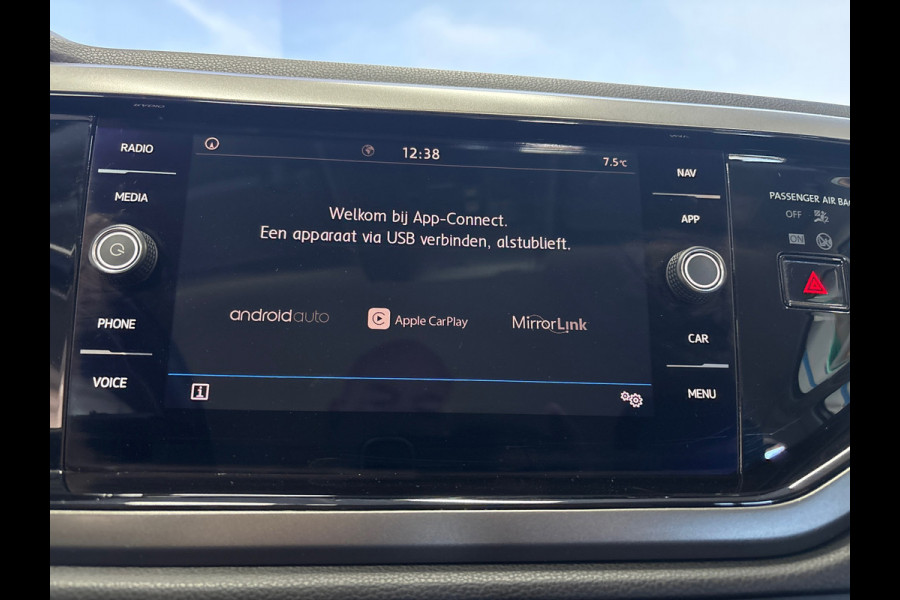 RADIO
MEDIA
PHONE
VOICE
12:38
7.5°C
Welkom bij App-Connect.
Een apparaat via USB verbinden, alstublieft.
androidauto
Apple CarPlay
MirrorLink
i
NAV
APP
CAR
MENU
PASSENGER AIR BA
OFF
ON